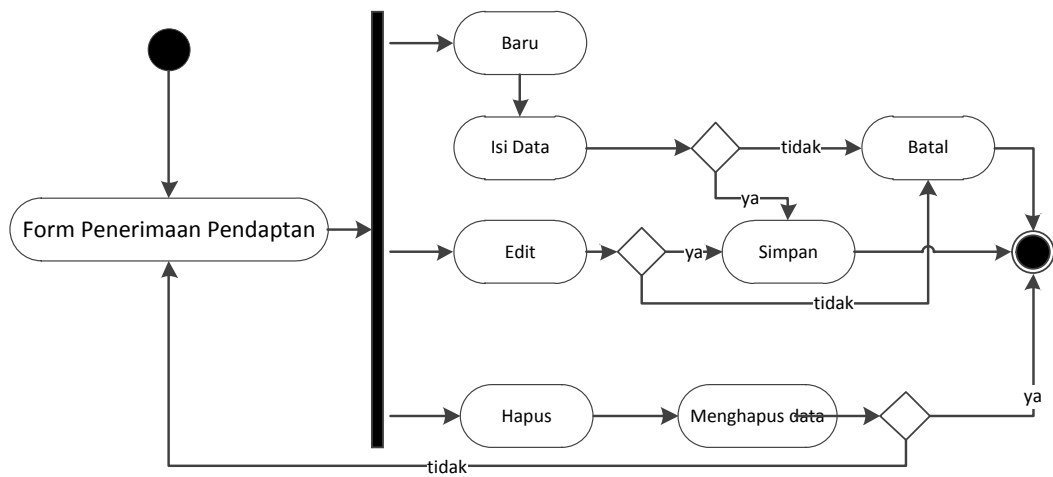 Baru
Isi Data
tidak
Batal
ya
Form Penerimaan Pendaptan
Edit
ya
Simpan
tidak
ya
Hapus
Menghapus data
tidak